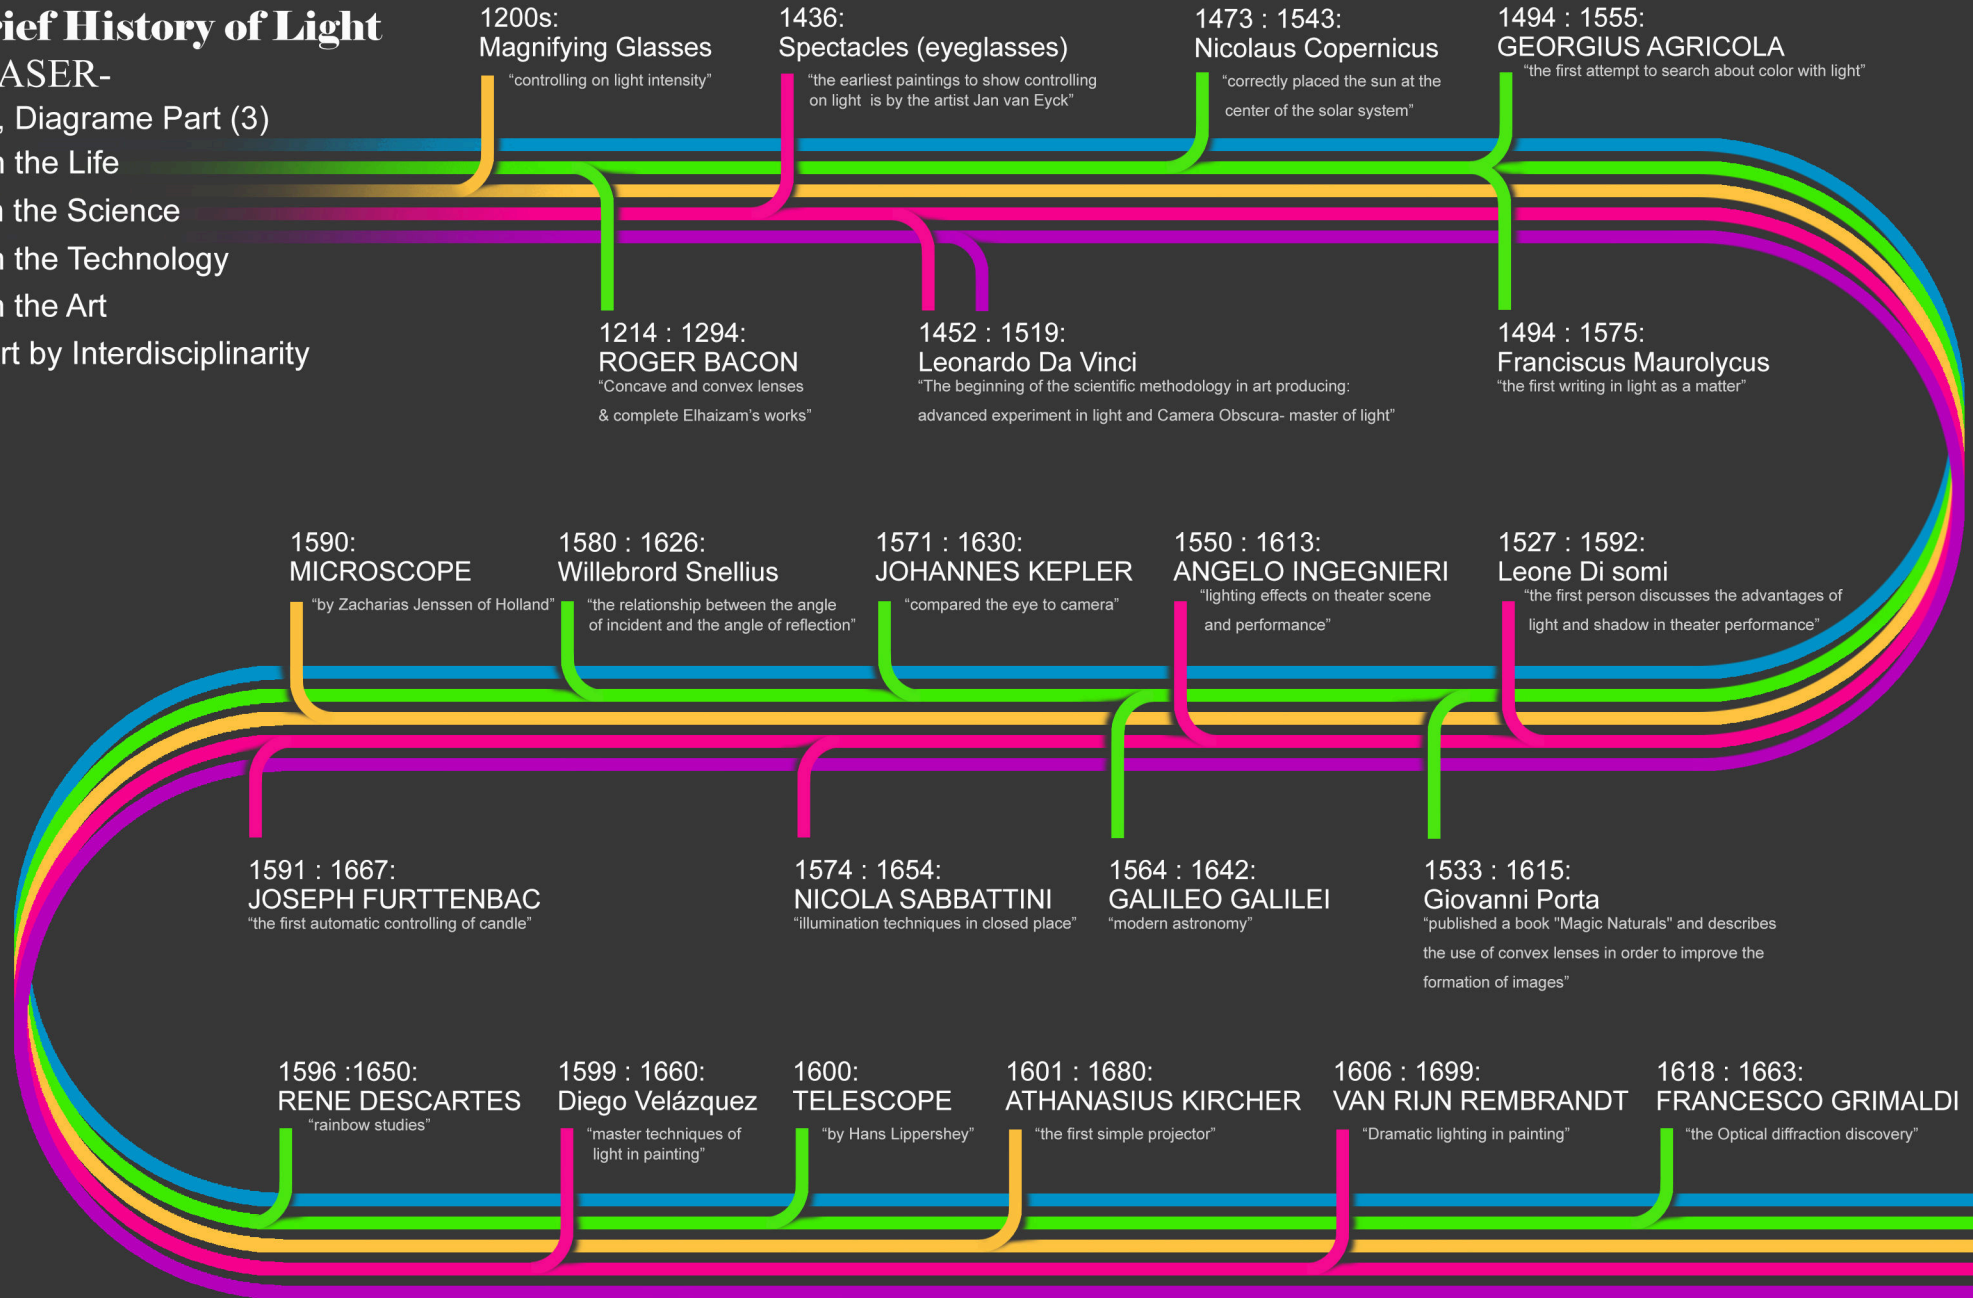 rief History of Light
ASER-
, Diagrame Part (3)
n the Life
n the Science
n the Technology
n the Art
rt by Interdisciplinarity
1200s:
Magnifying Glasses
“controlling on light intensity”
1436:
Spectacles (eyeglasses)
“the earliest paintings to show controlling
on light is by the artist Jan van Eyck”
1473 : 1543:
Nicolaus Copernicus
“correctly placed the sun at the
center of the solar system”
1494 : 1555:
GEORGIUS AGRICOLA
“the first attempt to search about color with light”
1214 : 1294:
ROGER BACON
“Concave and convex lenses
& complete Elhaizam’s works”
1452 : 1519:
Leonardo Da Vinci
“The beginning of the scientific methodology in art producing:
advanced experiment in light and Camera Obscura- master of light”
1494 : 1575:
Franciscus Maurolycus
“the first writing in light as a matter”
1590:
MICROSCOPE
“by Zacharias Jenssen of Holland”
1580 : 1626:
Willebrord Snellius
“the relationship between the angle
of incident and the angle of reflection”
1571 : 1630:
JOHANNES KEPLER
“compared the eye to camera”
1550 : 1613:
ANGELO INGEGNIERI
“lighting effects on theater scene
and performance”
1527 : 1592:
Leone Di somi
“the first person discusses the advantages of
light and shadow in theater performance”
1591 : 1667:
JOSEPH FURTTENBAC
“the first automatic controlling of candle”
1574 : 1654:
NICOLA SABBATTINI
“illumination techniques in closed place”
1564 : 1642:
GALILEO GALILEI
“modern astronomy”
1533 : 1615:
Giovanni Porta
“published a book "Magic Naturals" and describes
the use of convex lenses in order to improve the
formation of images”
1596 :1650:
RENE DESCARTES
“rainbow studies”
1599 : 1660:
Diego Velázquez
“master techniques of
light in painting”
1600:
TELESCOPE
“by Hans Lippershey”
1601 : 1680:
ATHANASIUS KIRCHER
“the first simple projector”
1606 : 1699:
VAN RIJN REMBRANDT
“Dramatic lighting in painting”
1618 : 1663:
FRANCESCO GRIMALDI
“the Optical diffraction discovery”